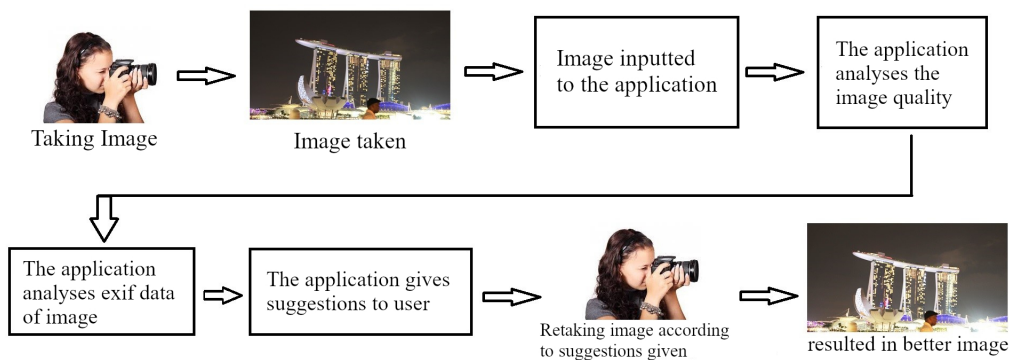 Taking Image
Image taken
Image inputted
to the application
The application
analyses the
image quality
The application
analyses exif data
of image
The application gives
suggestions to user
Retaking image according
to suggestions given
resulted in better image